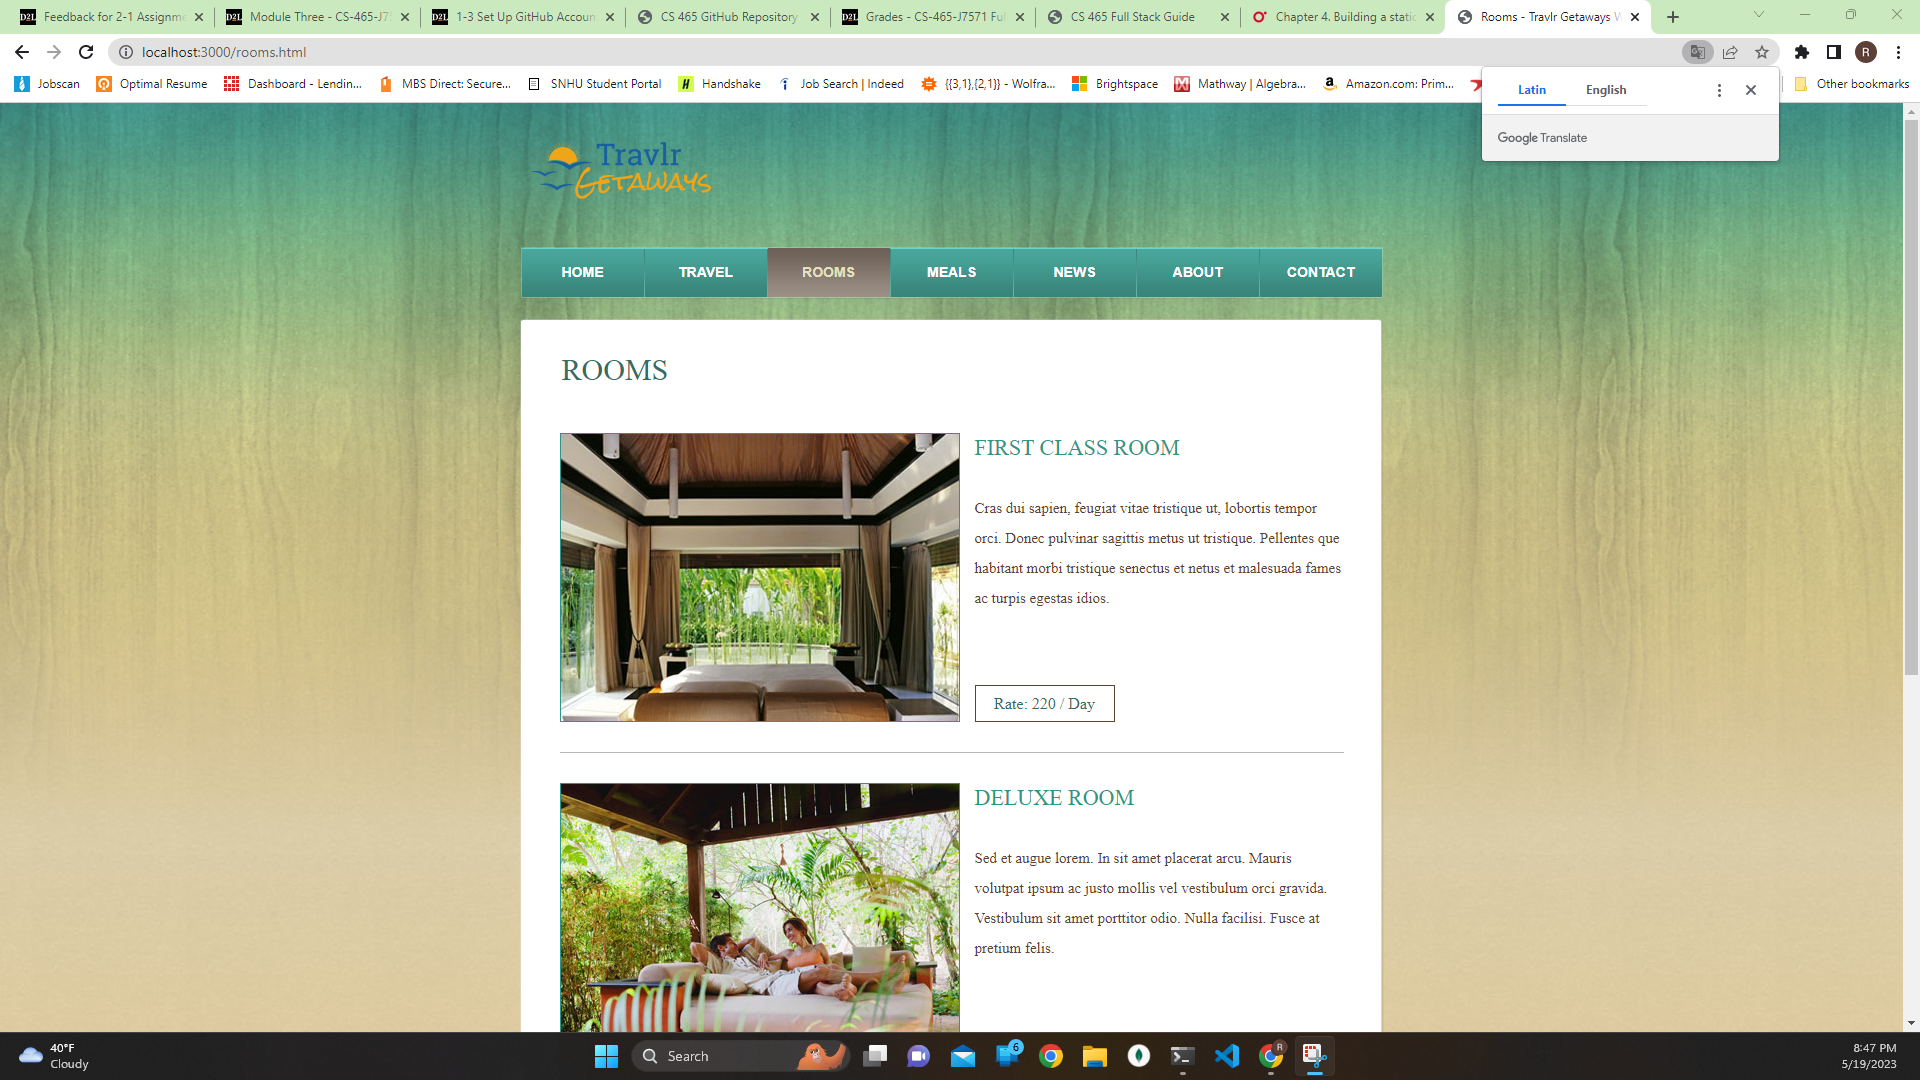 Feedback for 2-1 Assignme
Module Three - CS-465-J7
1-3 Set Up GitHub Accoun
CS 465 GitHub Repository
Grades - CS-465-J7571 Ful
CS 465 Full Stack Guide
Chapter 4. Building a static
Rooms - Travlr Getaways W
localhost:3000/rooms.html
R
Jobscan
Optimal Resume
Dashboard - Lendin...
MBS Direct: Secure...
SNHU Student Portal
Handshake
Job Search | Indeed
{{3,1},{2,1}} - Wolfra...
Brightspace
Mathway | Algebra...
Amazon.com: Prim...
Other bookmarks
Latin
English
Google Translate
Travlr
Getaways
HOME
TRAVEL
ROOMS
MEALS
NEWS
ABOUT
CONTACT
ROOMS
FIRST CLASS ROOM
Cras dui sapien, feugiat vitae tristique ut, lobortis tempor
orci. Donec pulvinar sagittis metus ut tristique. Pellentes que
habitant morbi tristique senectus et netus et malesuada fames
ac turpis egestas idios.
Rate: 220 / Day
DELUXE ROOM
Sed et augue lorem. In sit amet placerat arcu. Mauris
volutpat ipsum ac justo mollis vel vestibulum orci gravida.
Vestibulum sit amet porttitor odio. Nulla facilisi. Fusce at
pretium felis.
40°F
Cloudy
Search
6
R
8:47 PM
5/19/2023